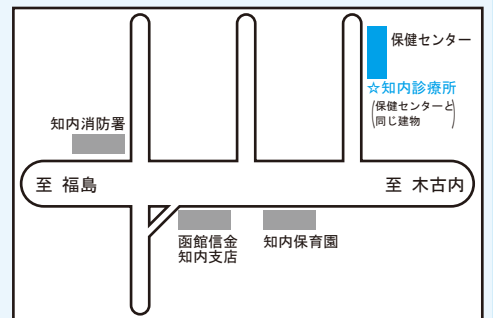 保健センター
☆知内診療所
(保健センターと
同じ建物)
知内消防署
至 福島
至 木古内
函館信金
知内支店
知内保育園